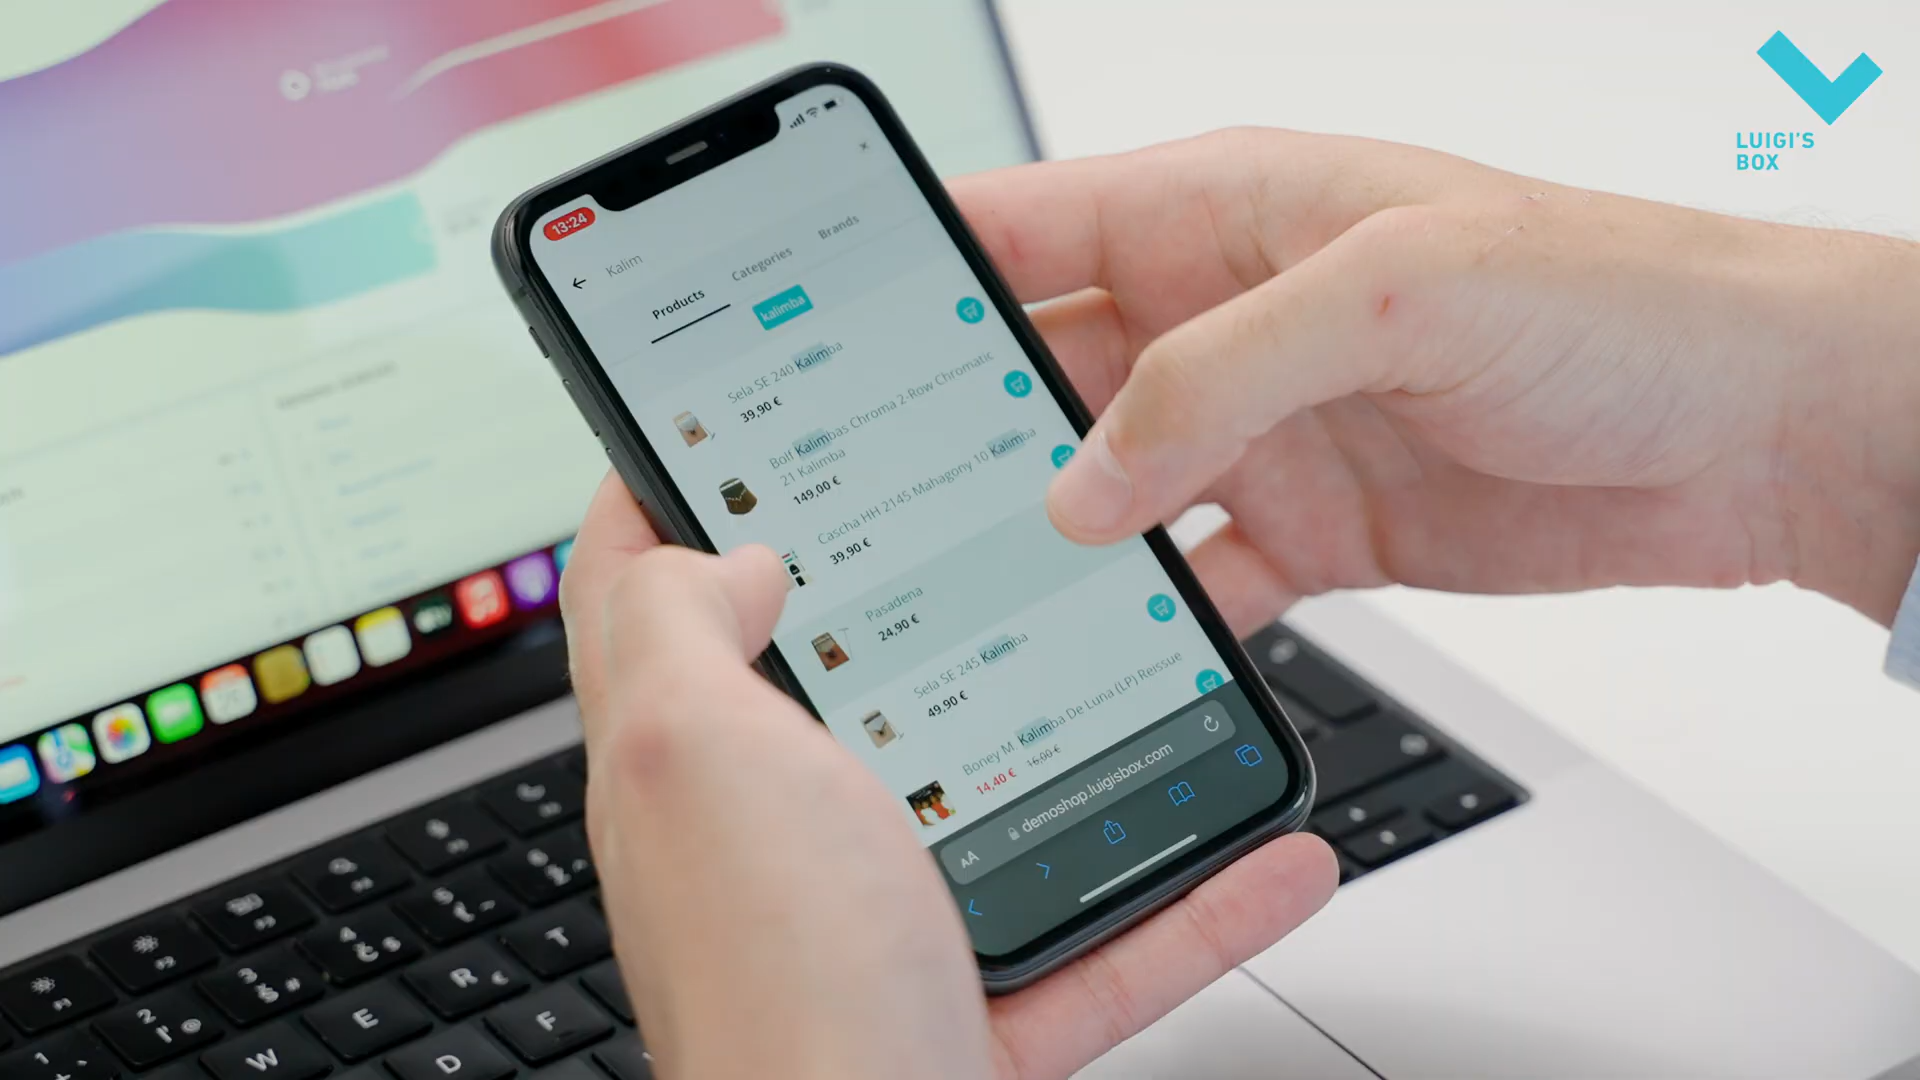 LUIGI'S
BOX
13:24
Kalim
Products
Categories
Brands
kalimba
Sela SE 240 Kalimba
39,90 €
Bolf Kalimbas Chroma 2-Row Chromatic
21 Kalimba
149,00 €
Cascha HH 2145 Mahagony 10 Kalimba
39,90 €
Pasadena
24,90 €
Sela SE 245 Kalimba
49,90 €
Boney M. Kalimba De Luna (LP) Reissue
14,40 € 16,00 €
AA demoshop.luigisbox.com
T
R €
E
W
F
D